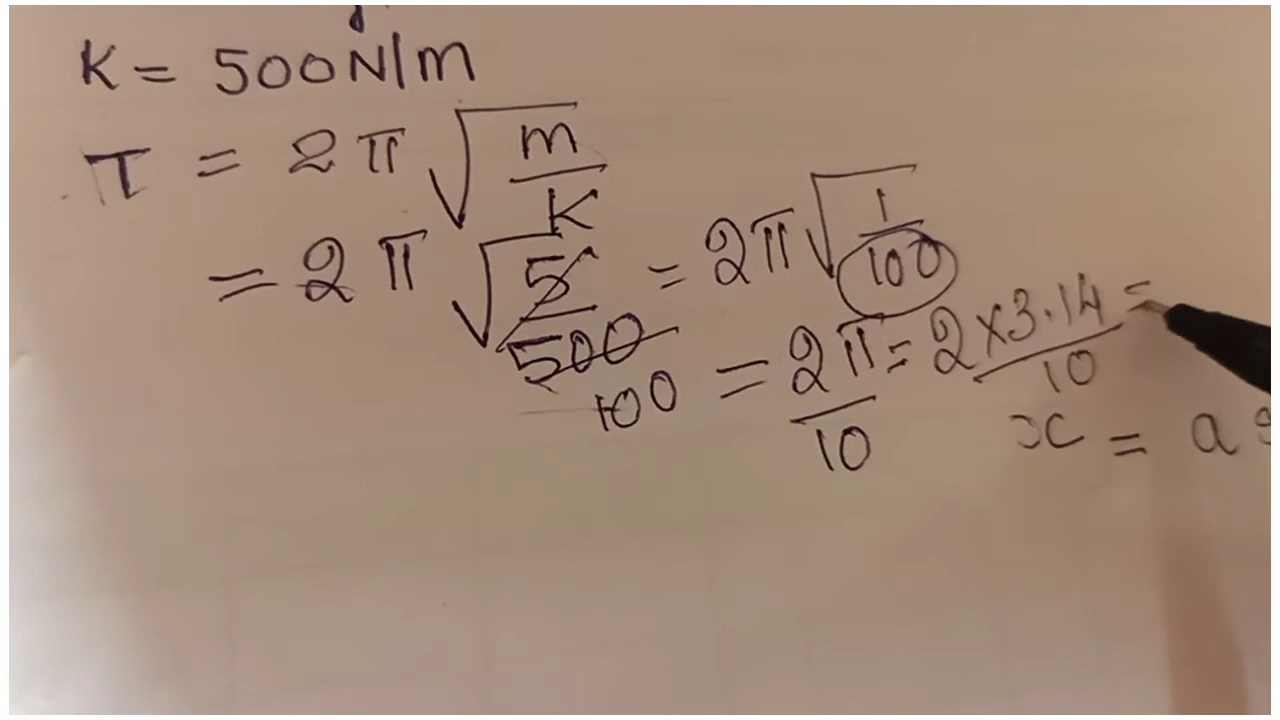 K = 500N/m
T = 2π√(m/K)
= 2π√(5/500) = 2π√(1/100)
100 = 2π/10 = (2×3.14)/10 =
x = a